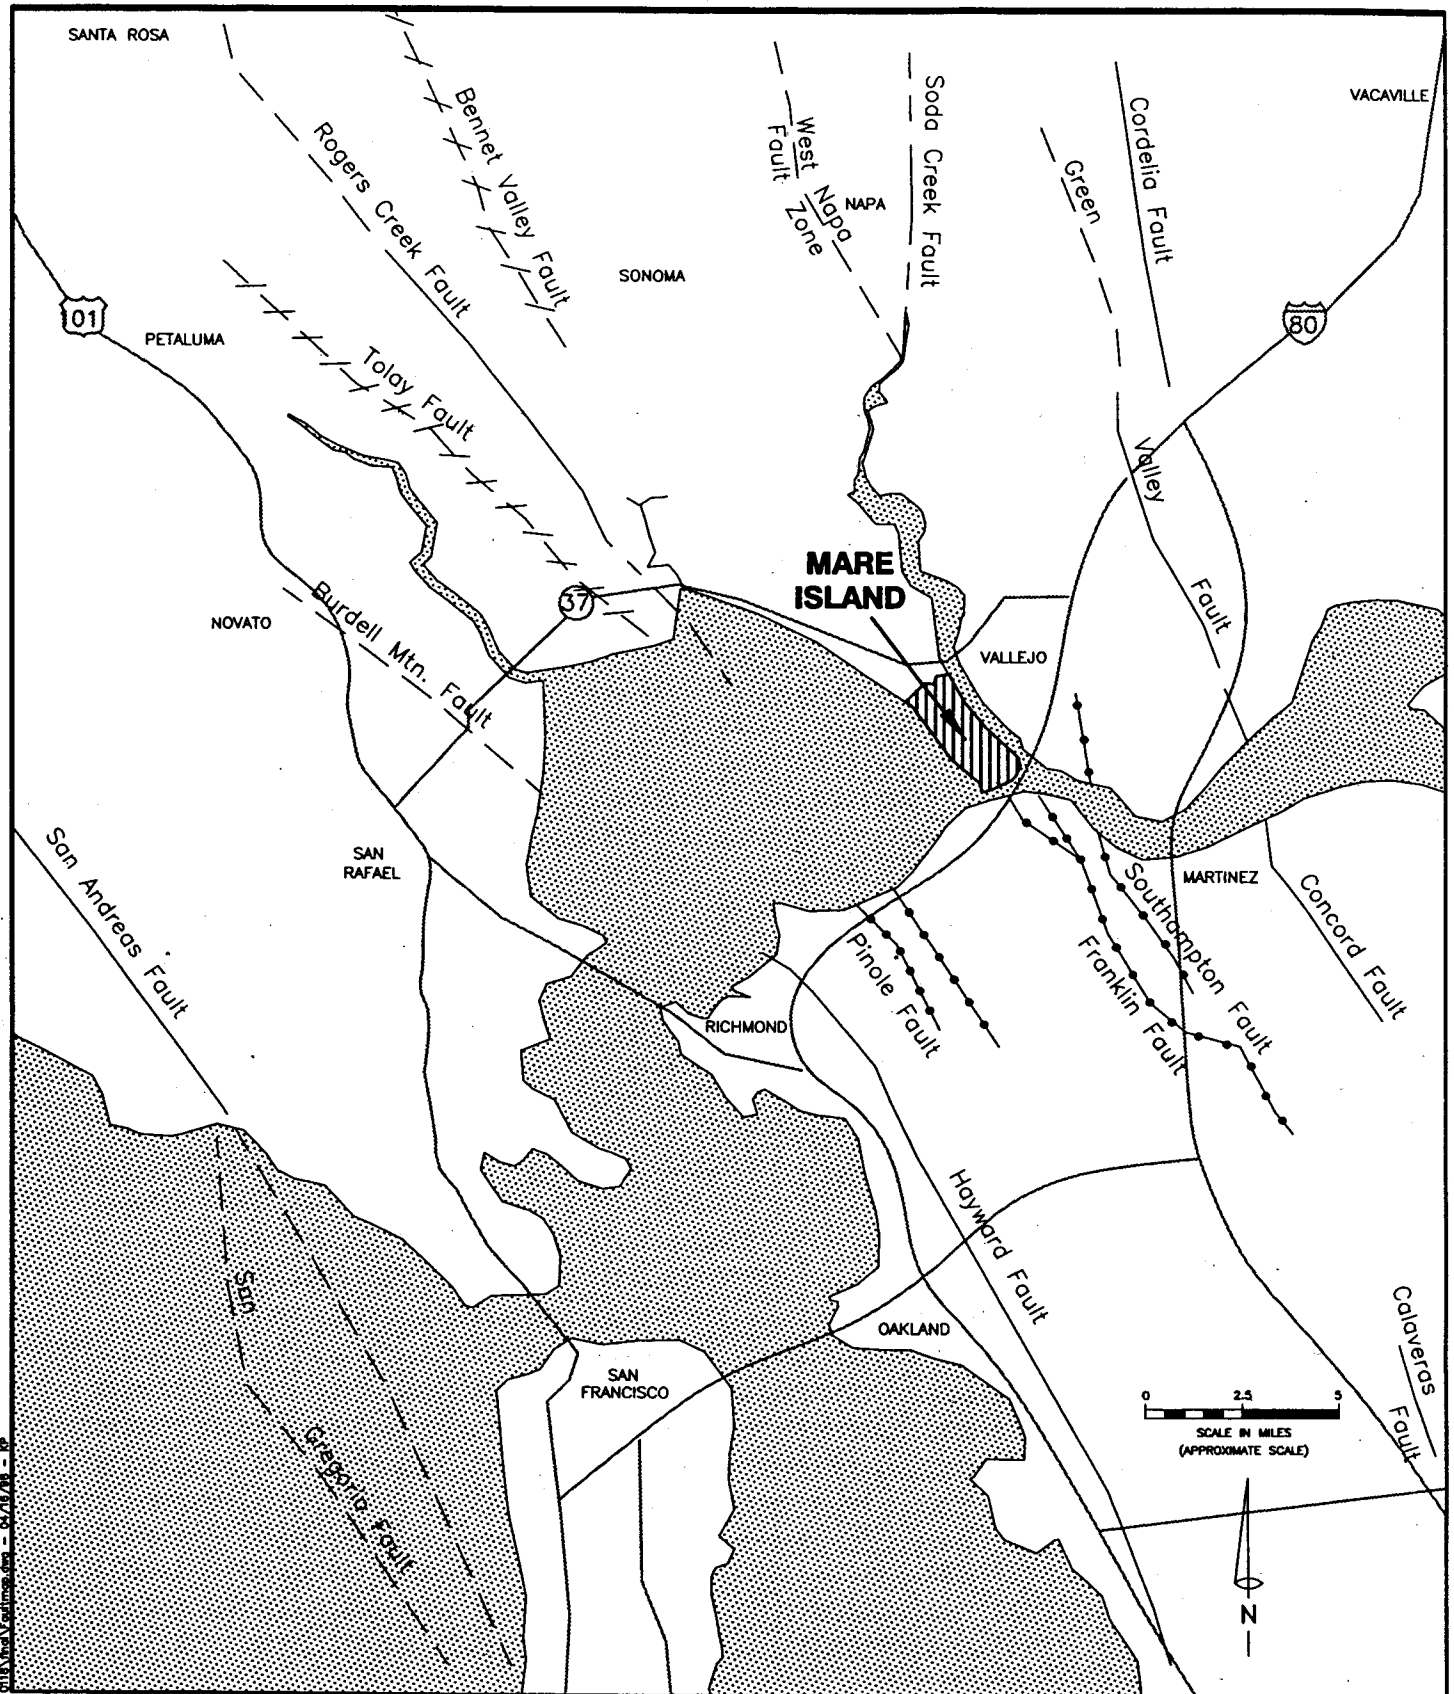 SANTA ROSA
Rogers Creek Fault
Bennet Valley Fault
West Napa
Fault Zone
NAPA
Soda Creek Fault
Green
Valley
Fault
Cordelia Fault
VACAVILLE
SONOMA
101
80
PETALUMA
Tolay Fault
MARE
ISLAND
37
NOVATO
Burdell Mtn. Fault
VALLEJO
San Andreas Fault
SAN
RAFAEL
MARTINEZ
Southampton Fault
Franklin Fault
Concord Fault
Pinole Fault
RICHMOND
Hayward Fault
San
Gregoria Fault
OAKLAND
SAN
FRANCISCO
Calaveras
Fault
0 2.5 5
SCALE IN MILES
(APPROXIMATE SCALE)
N